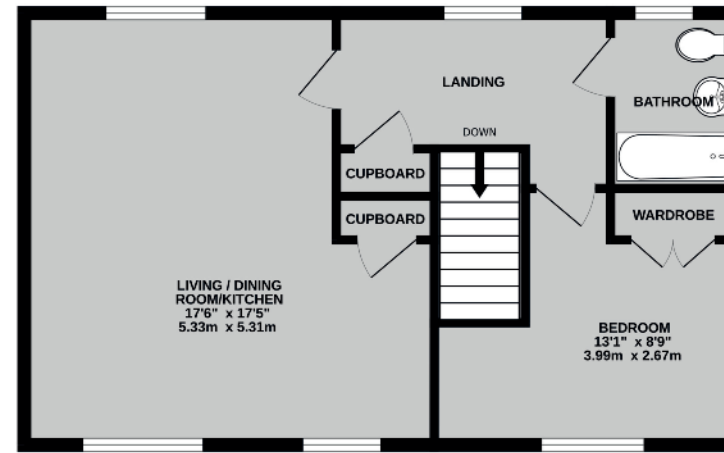 LANDING
DOWN
BATHROOM
CUPBOARD
CUPBOARD
WARDROBE
LIVING / DINING
ROOM/KITCHEN
17'6" x 17'5"
5.33m x 5.31m
BEDROOM
13'1" x 8'9"
3.99m x 2.67m